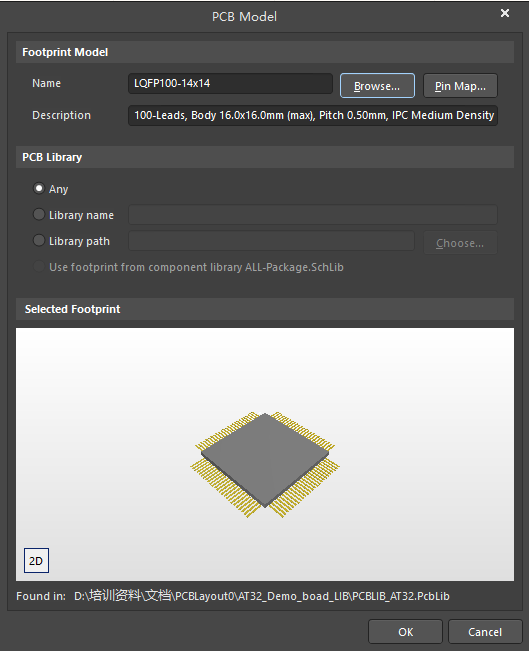 PCB Model
Footprint Model
Name LQFP100-14x14 Browse... Pin Map...
Description 100-Leads, Body 16.0x16.0mm (max), Pitch 0.50mm, IPC Medium Density
PCB Library
Any
Library name
Library path Choose...
Use footprint from component library ALL-Package.SchLib
Selected Footprint
2D
Found in: D:\培训资料\文档\PCBLayout0\AT32_Demo_boad_LIB\PCBLIB_AT32.PcbLib
OK Cancel